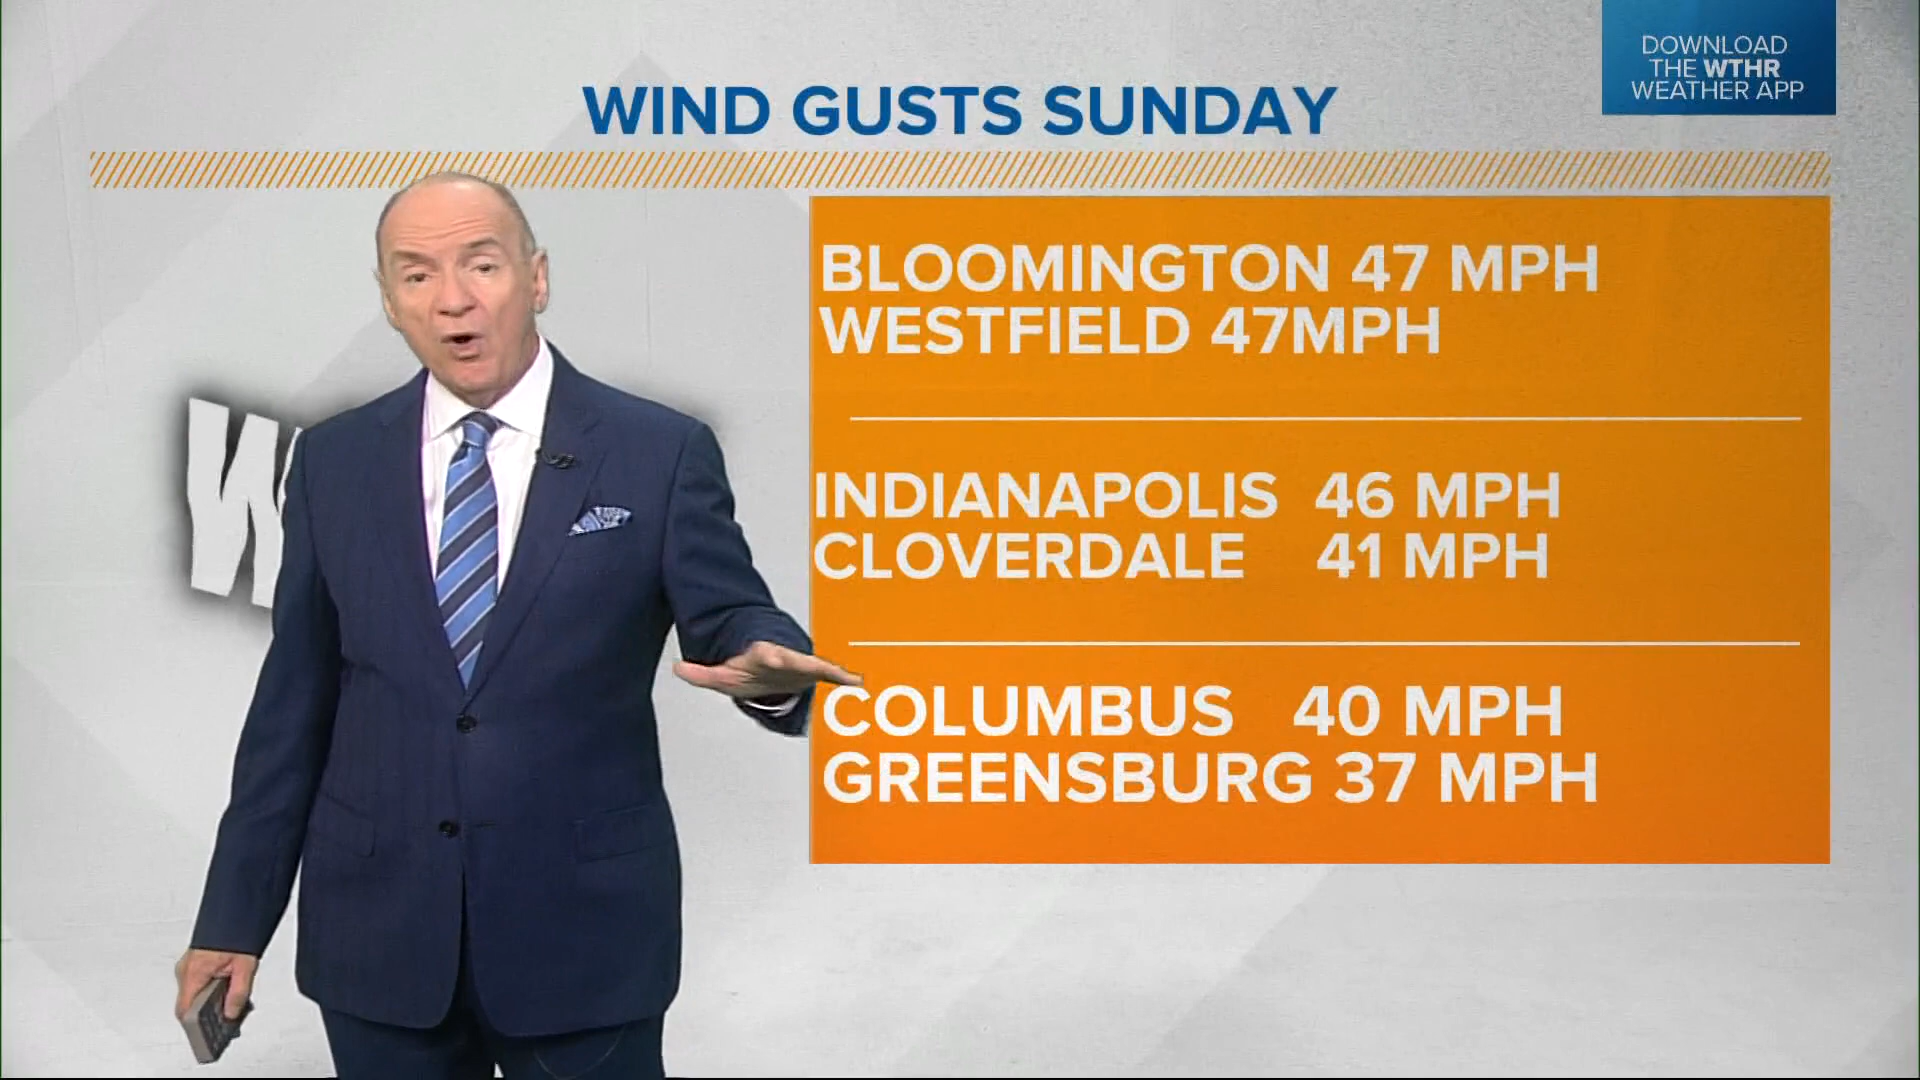 DOWNLOAD
THE WTHR
WEATHER APP
WIND GUSTS SUNDAY
BLOOMINGTON 47 MPH
WESTFIELD 47MPH
INDIANAPOLIS 46 MPH
CLOVERDALE 41 MPH
COLUMBUS 40 MPH
GREENSBURG 37 MPH